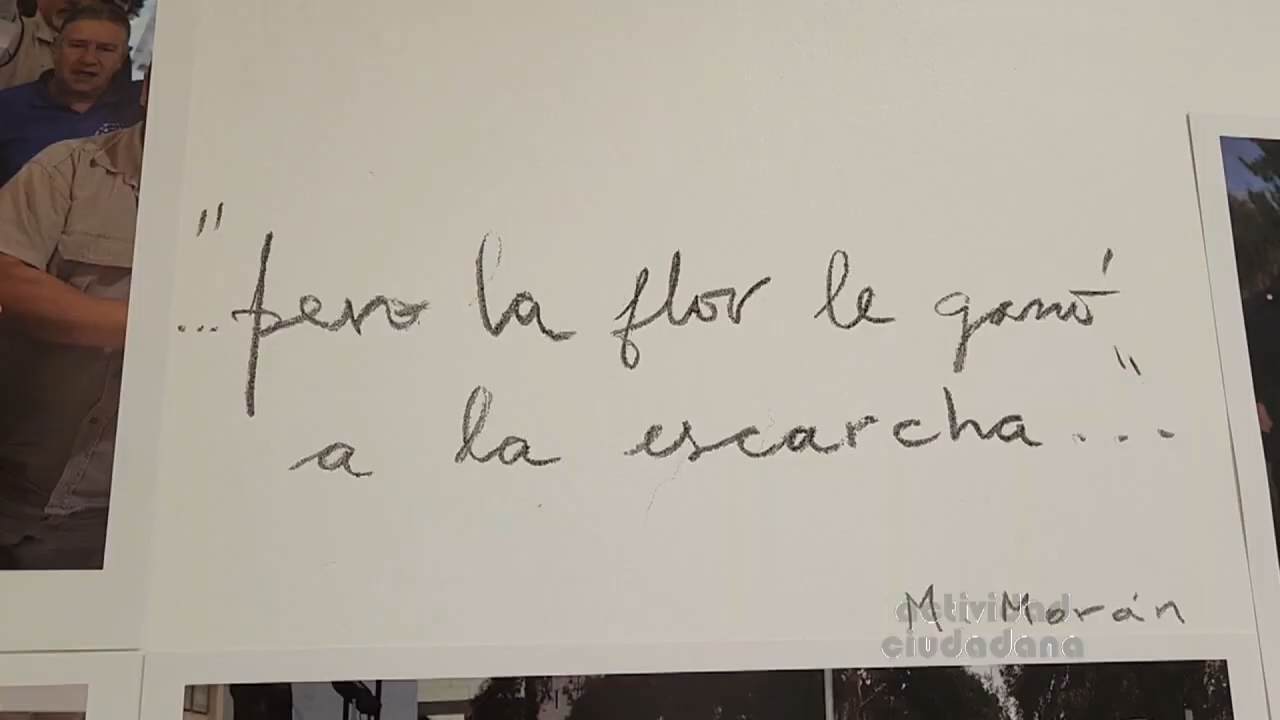 "...pero la flor le ganó
a la escarcha..."
M. Morán
actividad
ciudadana